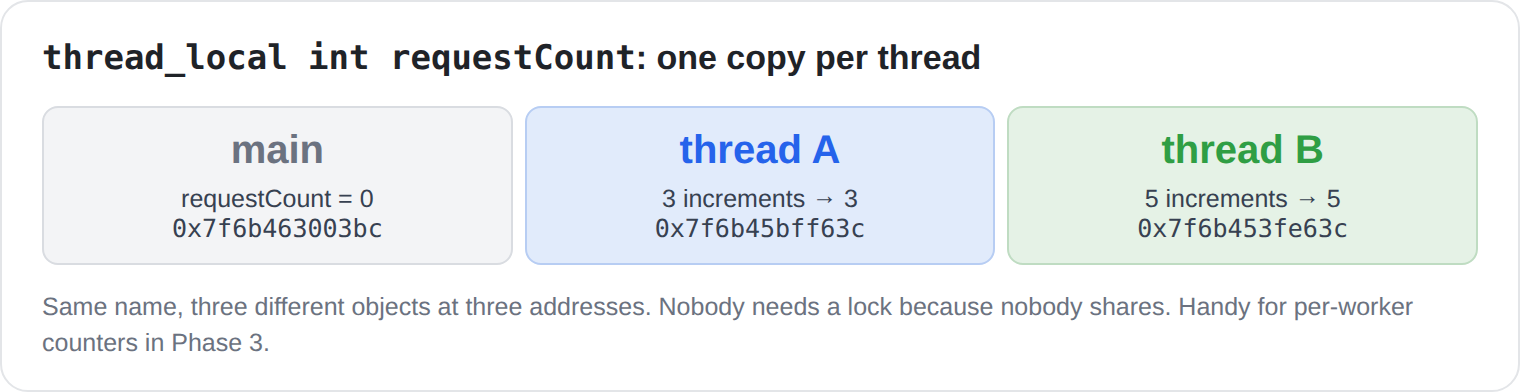 thread_local int requestCount: one copy per thread
main
requestCount = 0
0x7f6b463003bc
thread A
3 increments → 3
0x7f6b45bff63c
thread B
5 increments → 5
0x7f6b453fe63c
Same name, three different objects at three addresses. Nobody needs a lock because nobody shares. Handy for per-worker
counters in Phase 3.